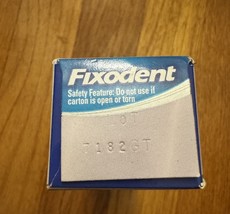 Fixodent
Safety Feature: Do not use if
carton is open or torn